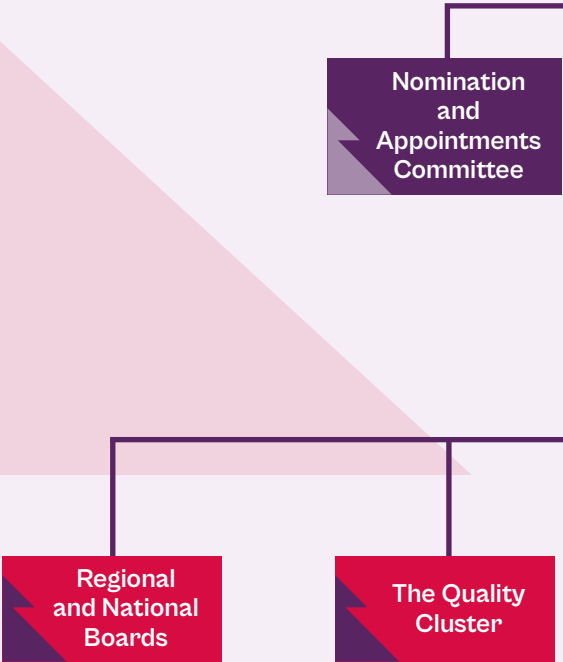 Nomination
and
Appointments
Committee
Regional
and National
Boards
The Quality
Cluster